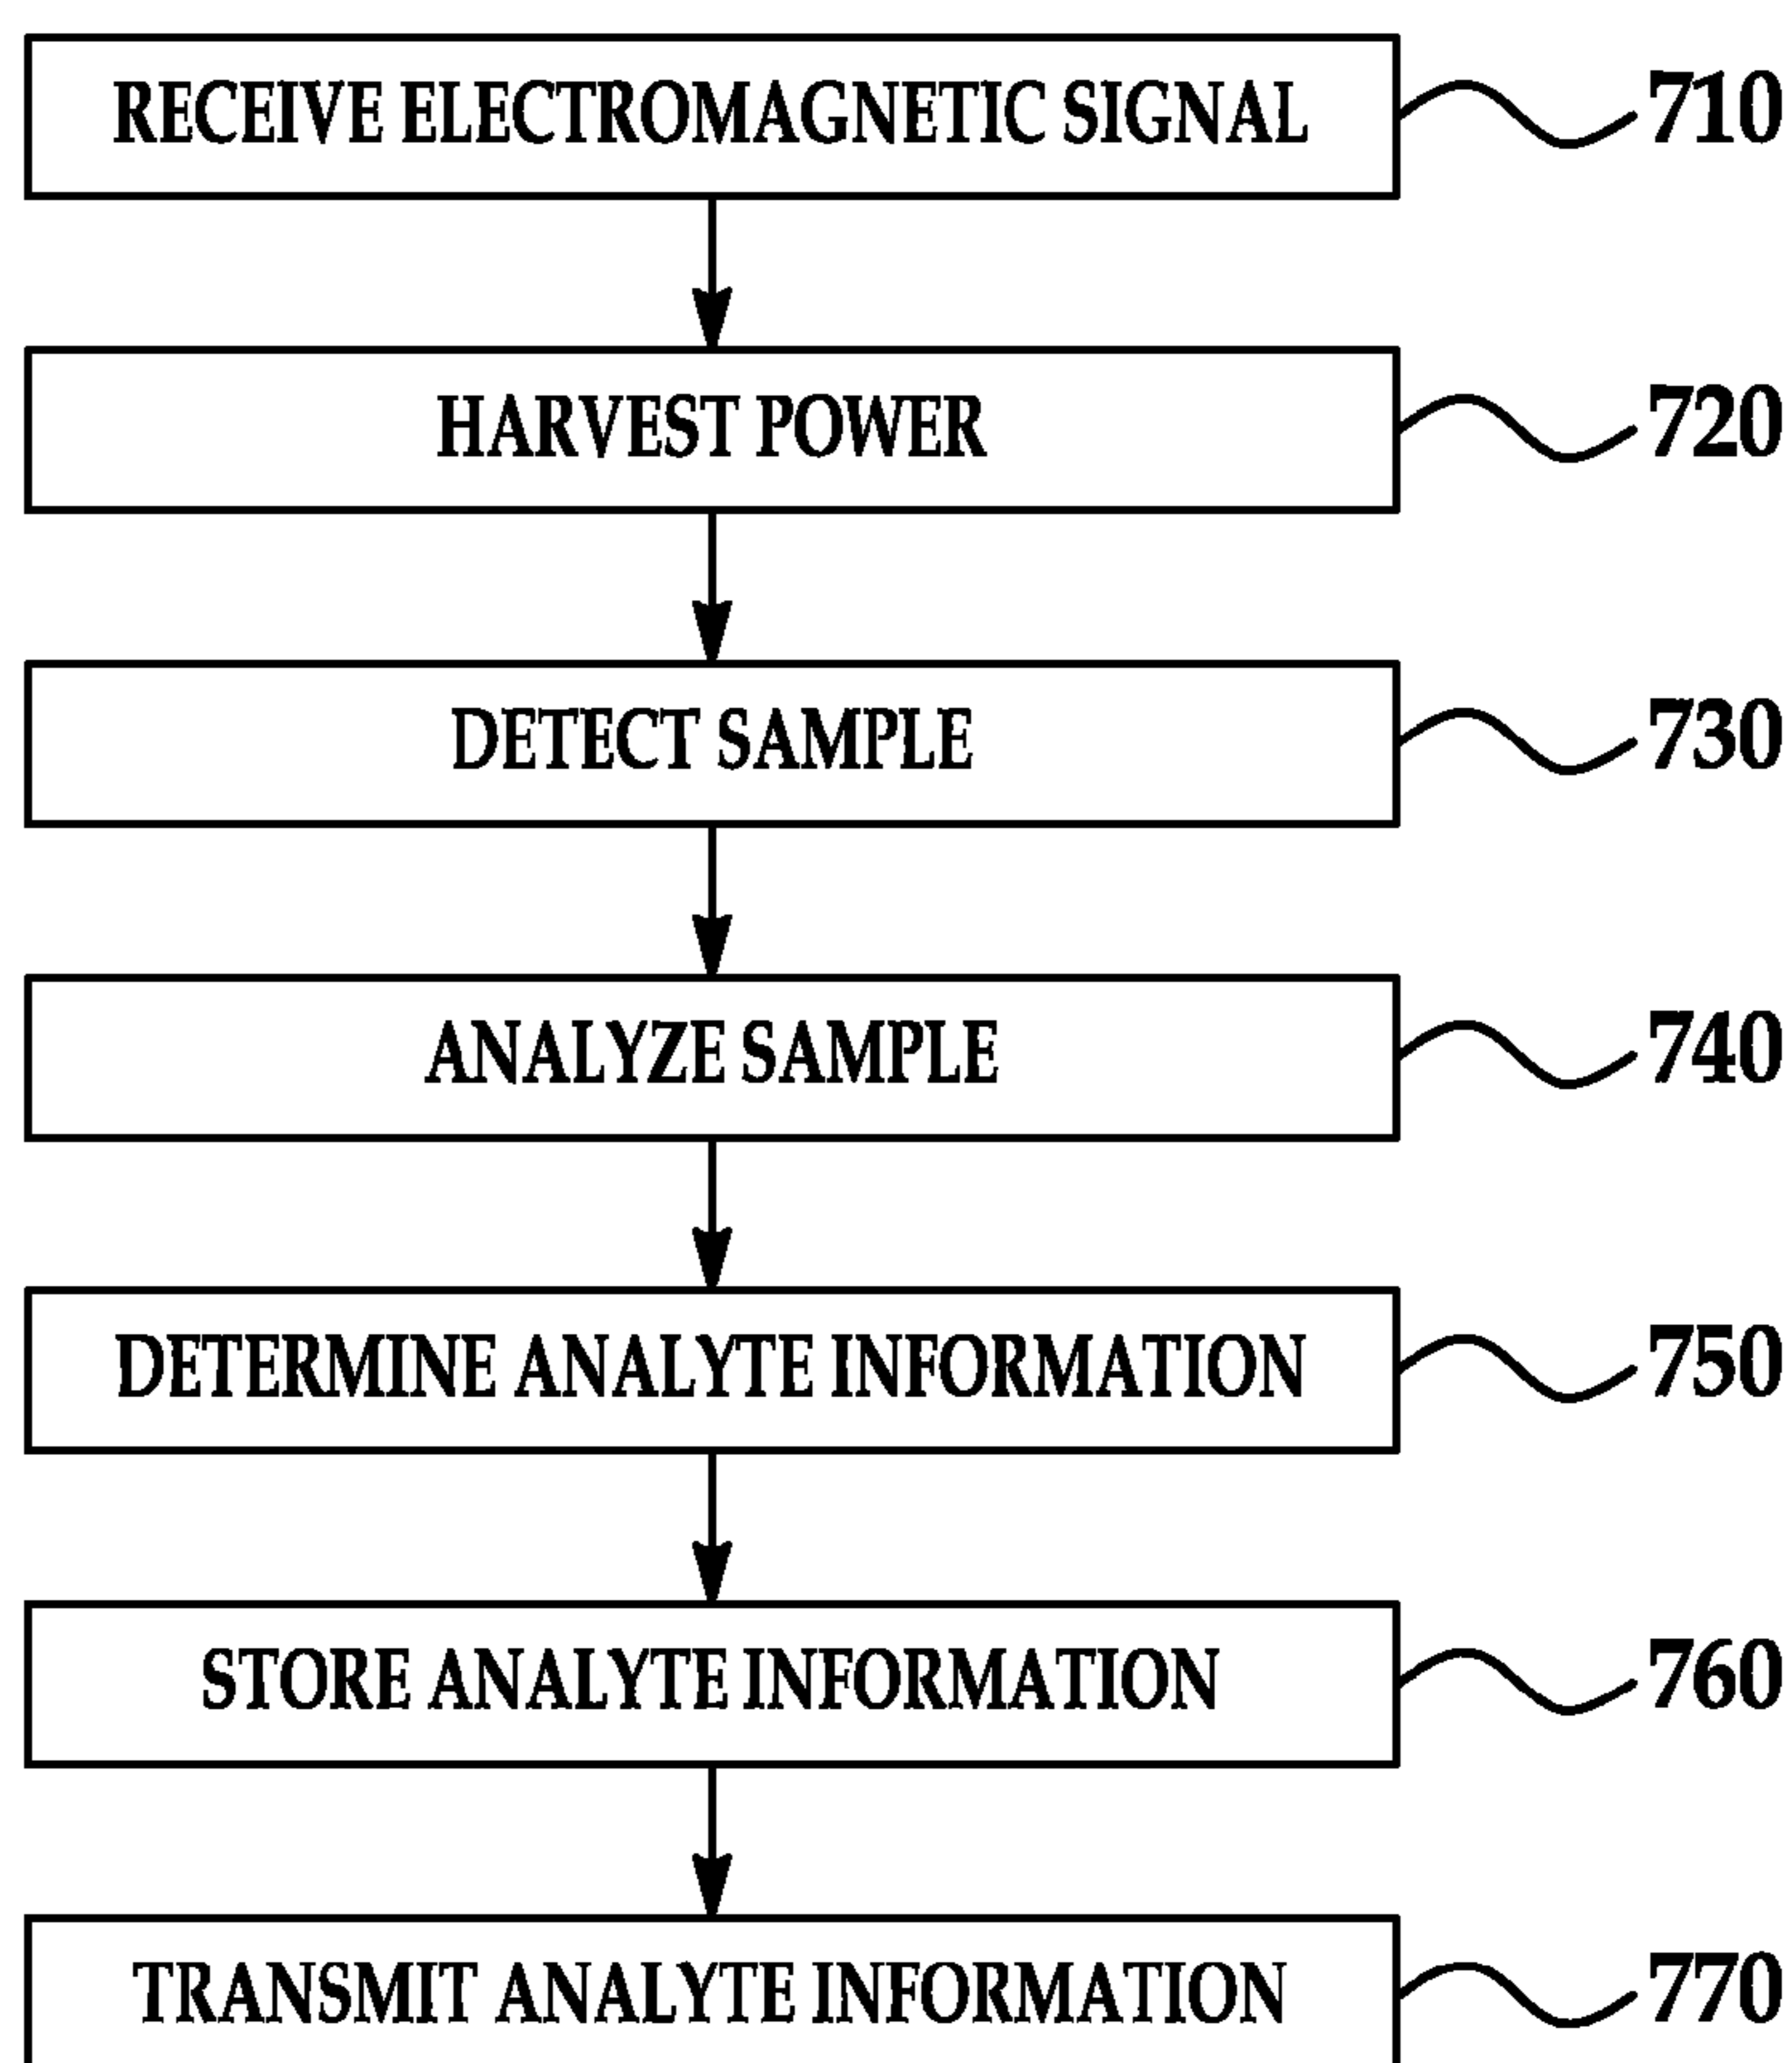 RECEIVE ELECTROMAGNETIC SIGNAL 710
HARVEST POWER 720
DETECT SAMPLE 730
ANALYZE SAMPLE 740
DETERMINE ANALYTE INFORMATION 750
STORE ANALYTE INFORMATION 760
TRANSMIT ANALYTE INFORMATION 770